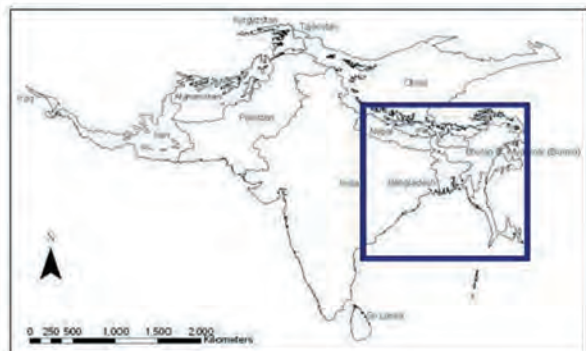 Kyrgyzstan
Tajikistan
China
Afghanistan
Iraq
Iran
Pakistan
Nepal
Bhutan
Myanmar (Burma)
India
Bangladesh
N
Sri Lanka
0 250 500 1,000 1,500 2,000
Kilometers